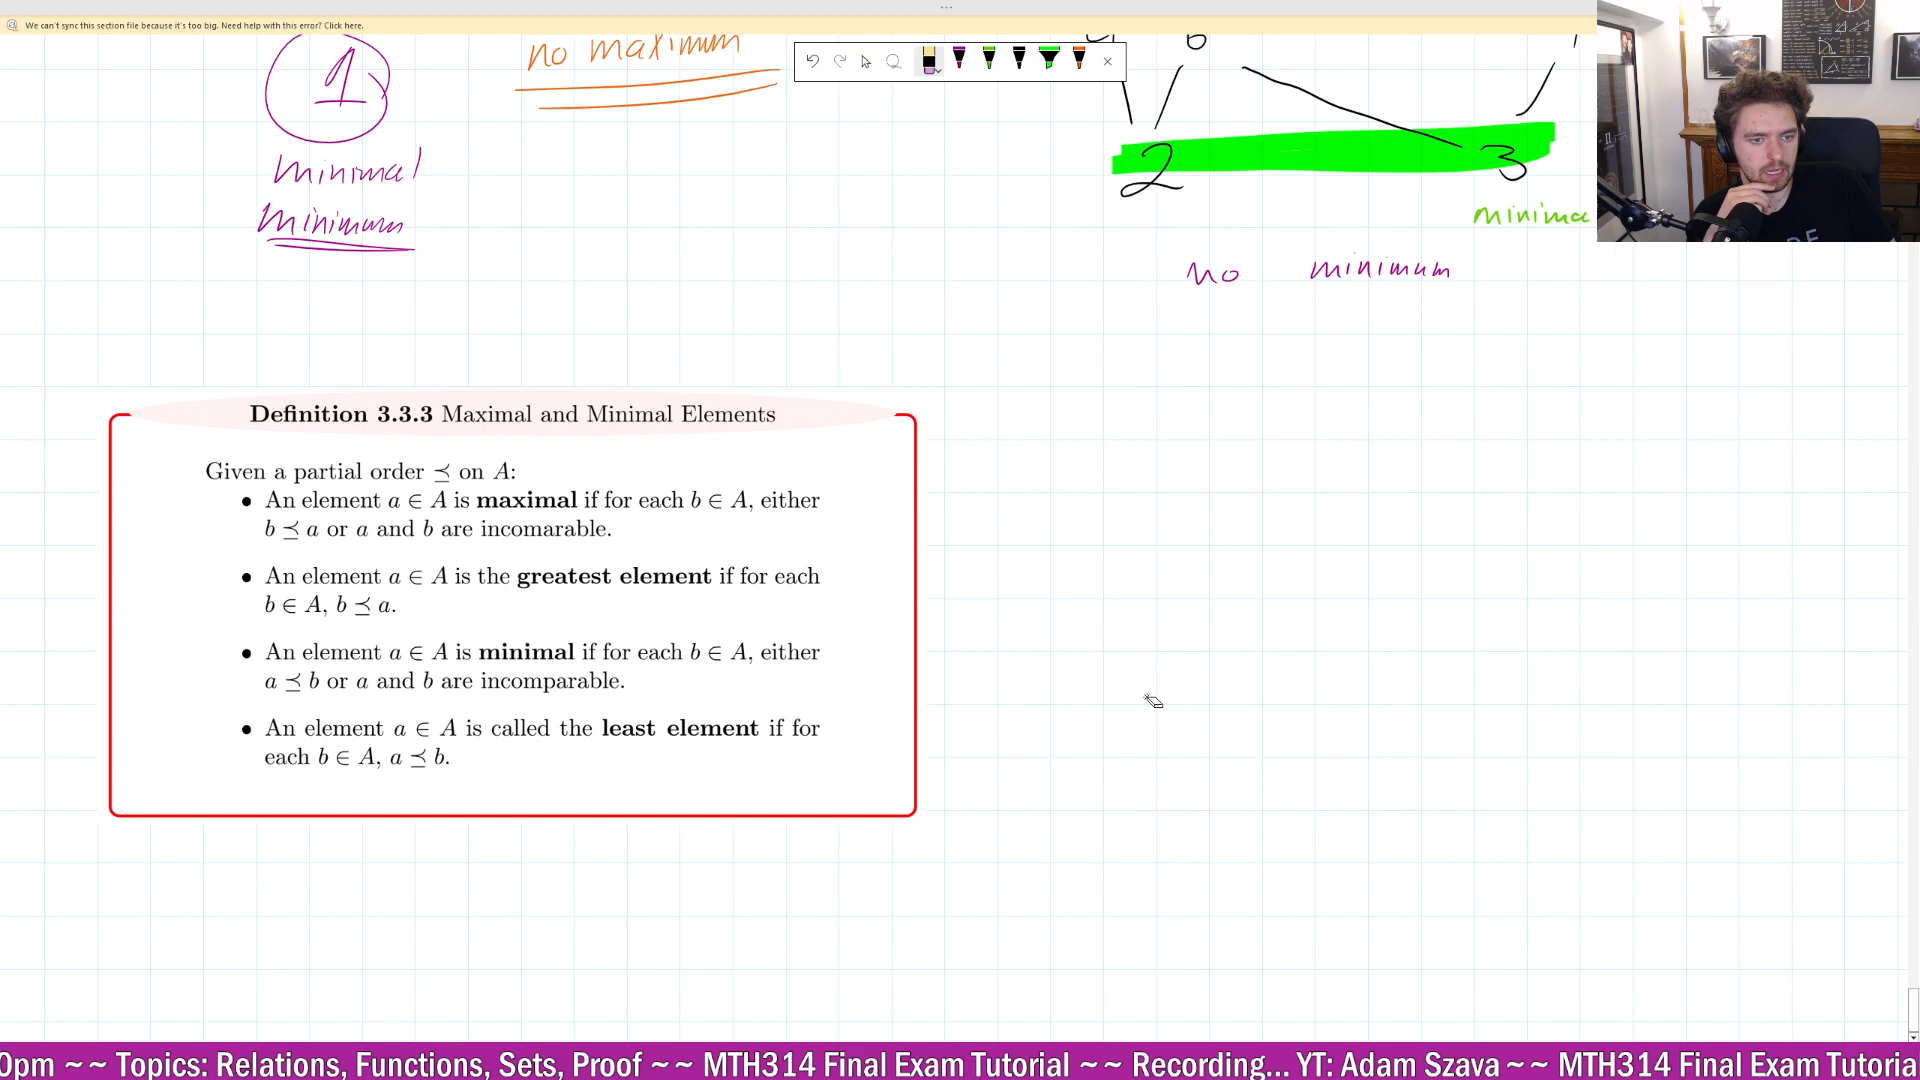 We can't sync this section file because it's too big. Need help with this error? Click here.
no maximum
1
minimal
minimum
6
2
3
minima
no minimum
Definition 3.3.3 Maximal and Minimal Elements
Given a partial order ⪯ on A:
• An element a ∈ A is maximal if for each b ∈ A, either
b ⪯ a or a and b are incomarable.
• An element a ∈ A is the greatest element if for each
b ∈ A, b ⪯ a.
• An element a ∈ A is minimal if for each b ∈ A, either
a ⪯ b or a and b are incomparable.
• An element a ∈ A is called the least element if for
each b ∈ A, a ⪯ b.
0pm ~~ Topics: Relations, Functions, Sets, Proof ~~ MTH314 Final Exam Tutorial ~~ Recording... YT: Adam Szava ~~ MTH314 Final Exam Tutoria